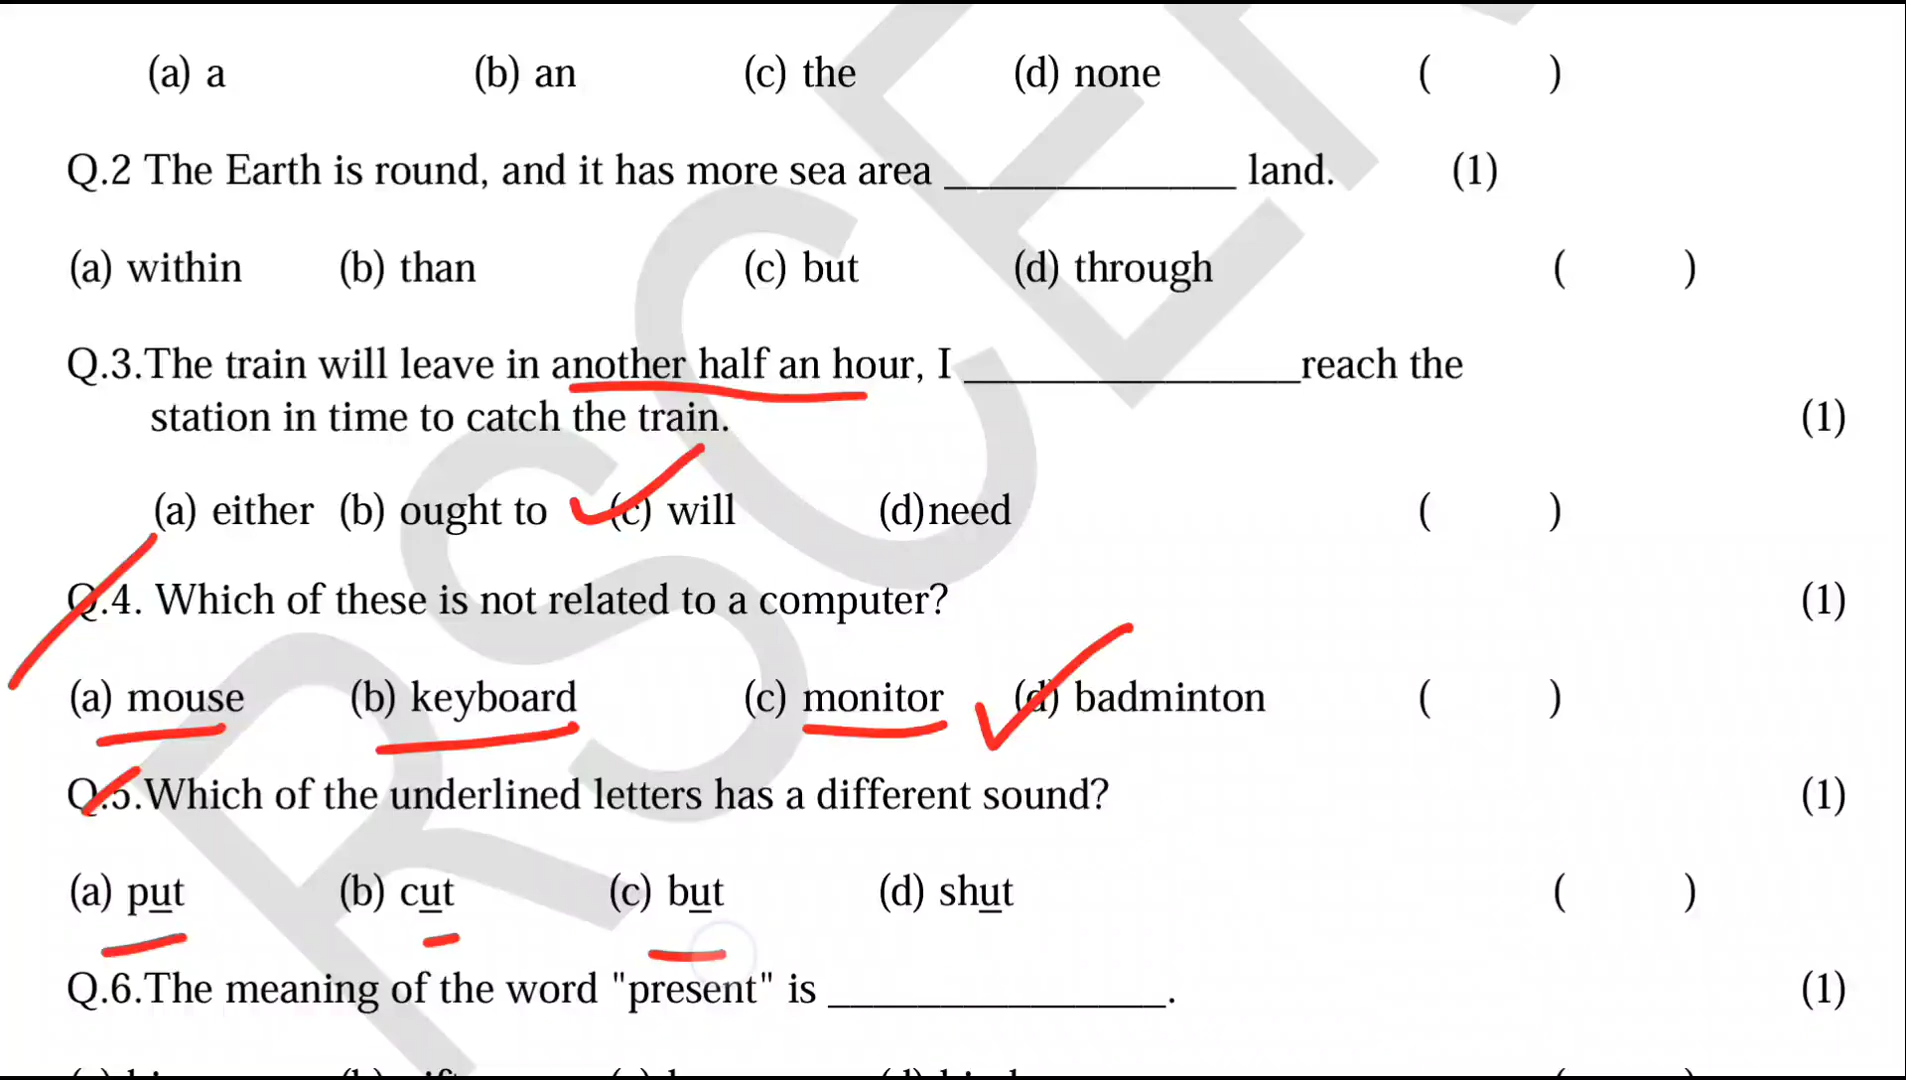 (a) a (b) an (c) the (d) none ( )
Q.2 The Earth is round, and it has more sea area ______________ land. (1)
(a) within (b) than (c) but (d) through ( )
Q.3.The train will leave in another half an hour, I ________________reach the
station in time to catch the train. (1)
(a) either (b) ought to (c) will (d)need ( )
Q.4. Which of these is not related to a computer? (1)
(a) mouse (b) keyboard (c) monitor (d) badminton ( )
Q.5.Which of the underlined letters has a different sound? (1)
(a) put (b) cut (c) but (d) shut ( )
Q.6.The meaning of the word "present" is ________________. (1)